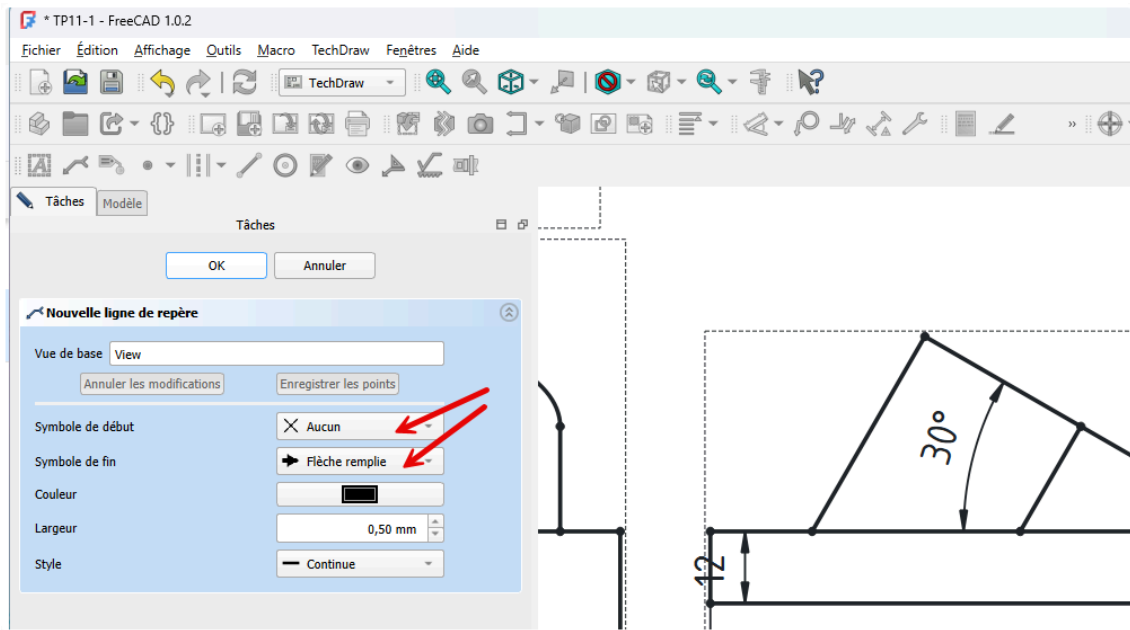 * TP11-1 - FreeCAD 1.0.2
Fichier Édition Affichage Outils Macro TechDraw Fenêtres Aide
TechDraw
»
Tâches Modèle
Tâches
OK Annuler
Nouvelle ligne de repère
Vue de base View
Annuler les modifications Enregistrer les points
Symbole de début Aucun
Symbole de fin Flèche remplie
Couleur
Largeur 0,50 mm
Style Continue
30°
12